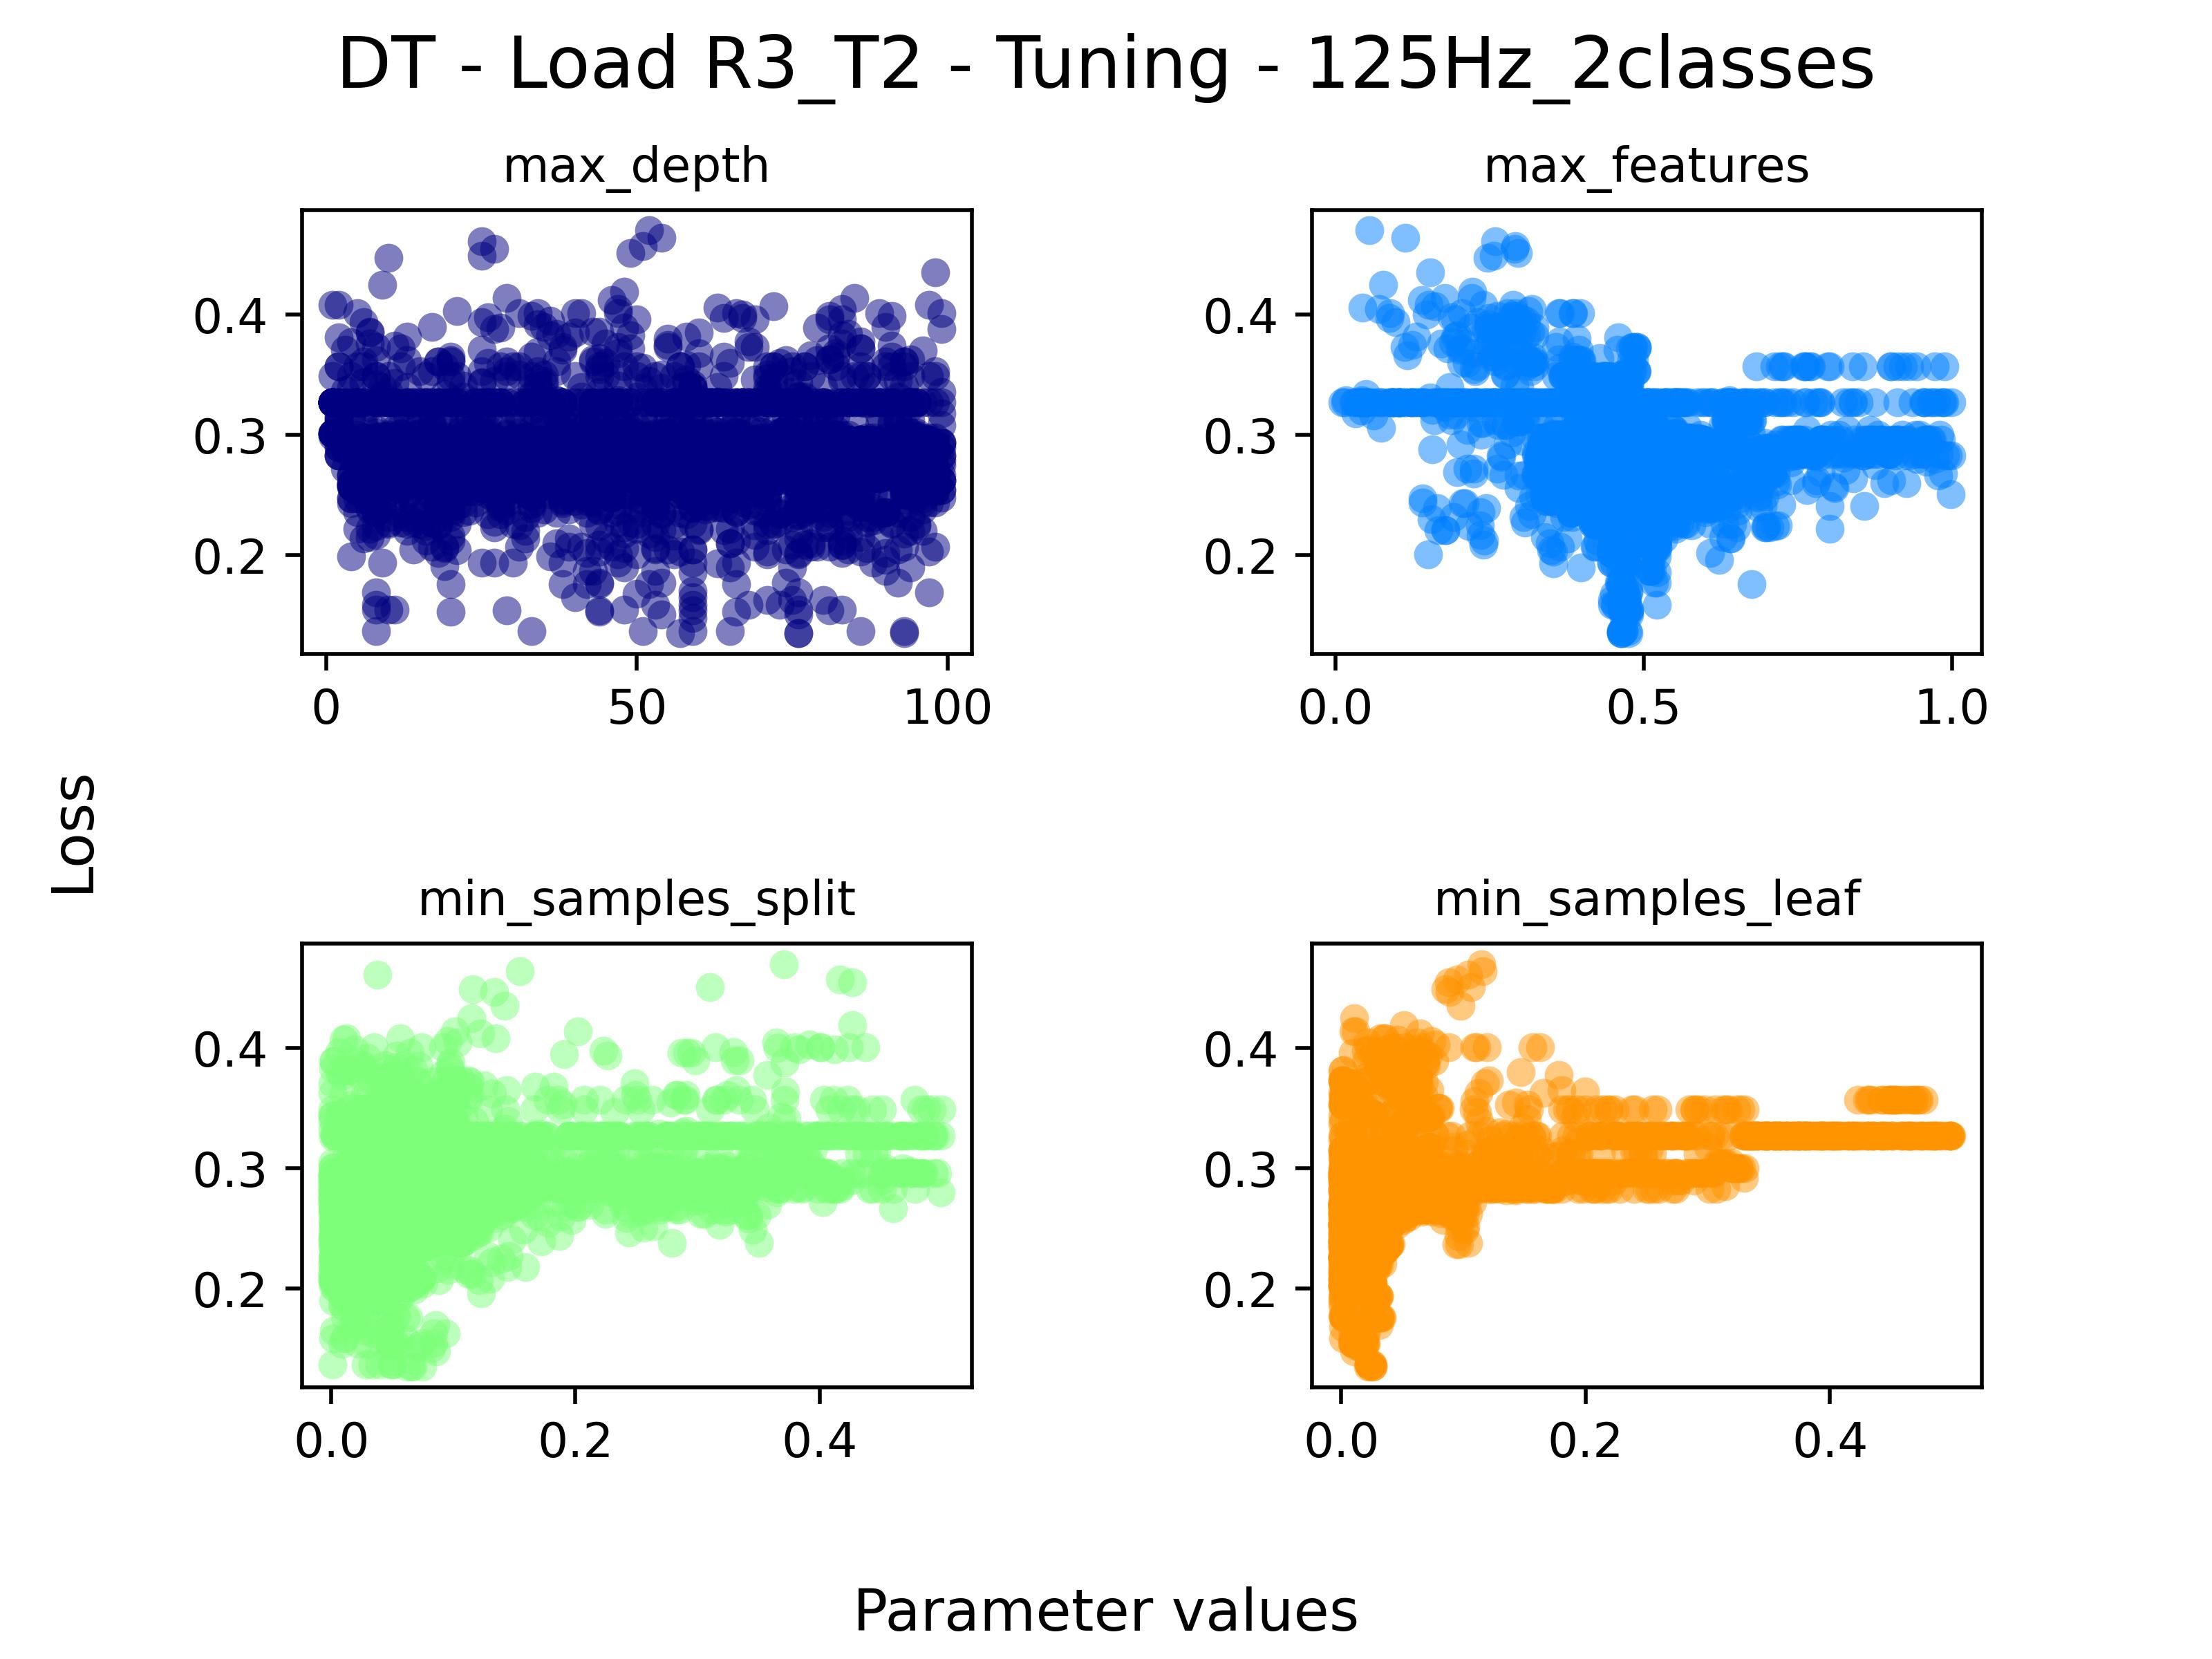 DT - Load R3_T2 - Tuning - 125Hz_2classes
max_depth
0.4
0.3
0.2
0 50 100
max_features
0.4
0.3
0.2
0.0 0.5 1.0
Loss
min_samples_split
0.4
0.3
0.2
0.0 0.2 0.4
min_samples_leaf
0.4
0.3
0.2
0.0 0.2 0.4
Parameter values